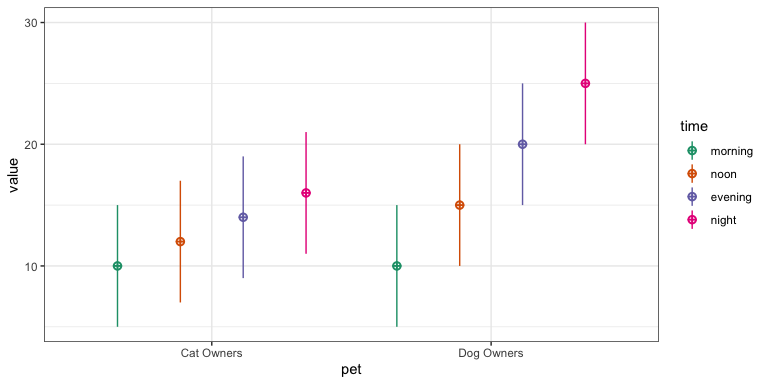 30
20
10
value
Cat Owners
Dog Owners
pet
time
morning
noon
evening
night